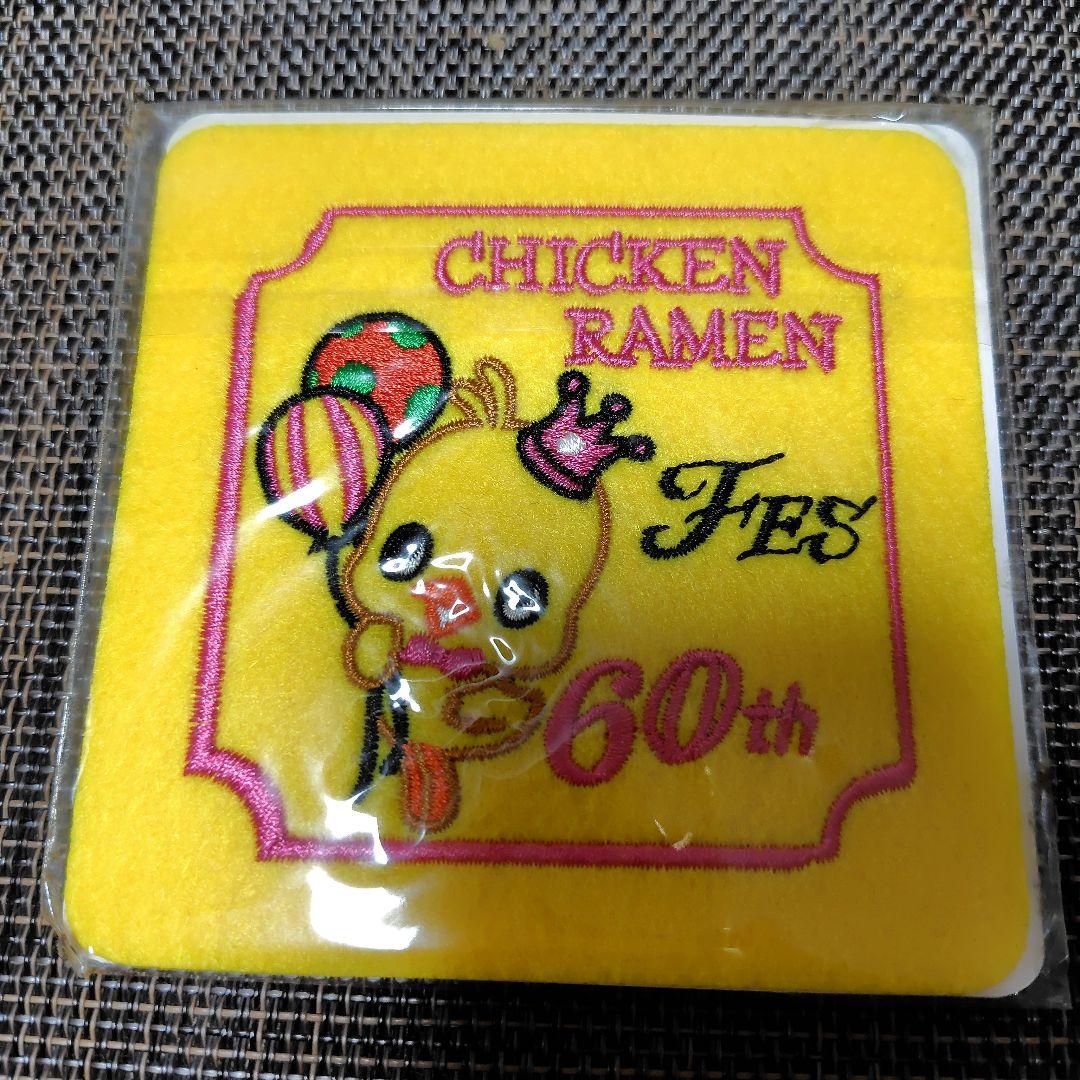 CHICKEN
RAMEN
FES
60th